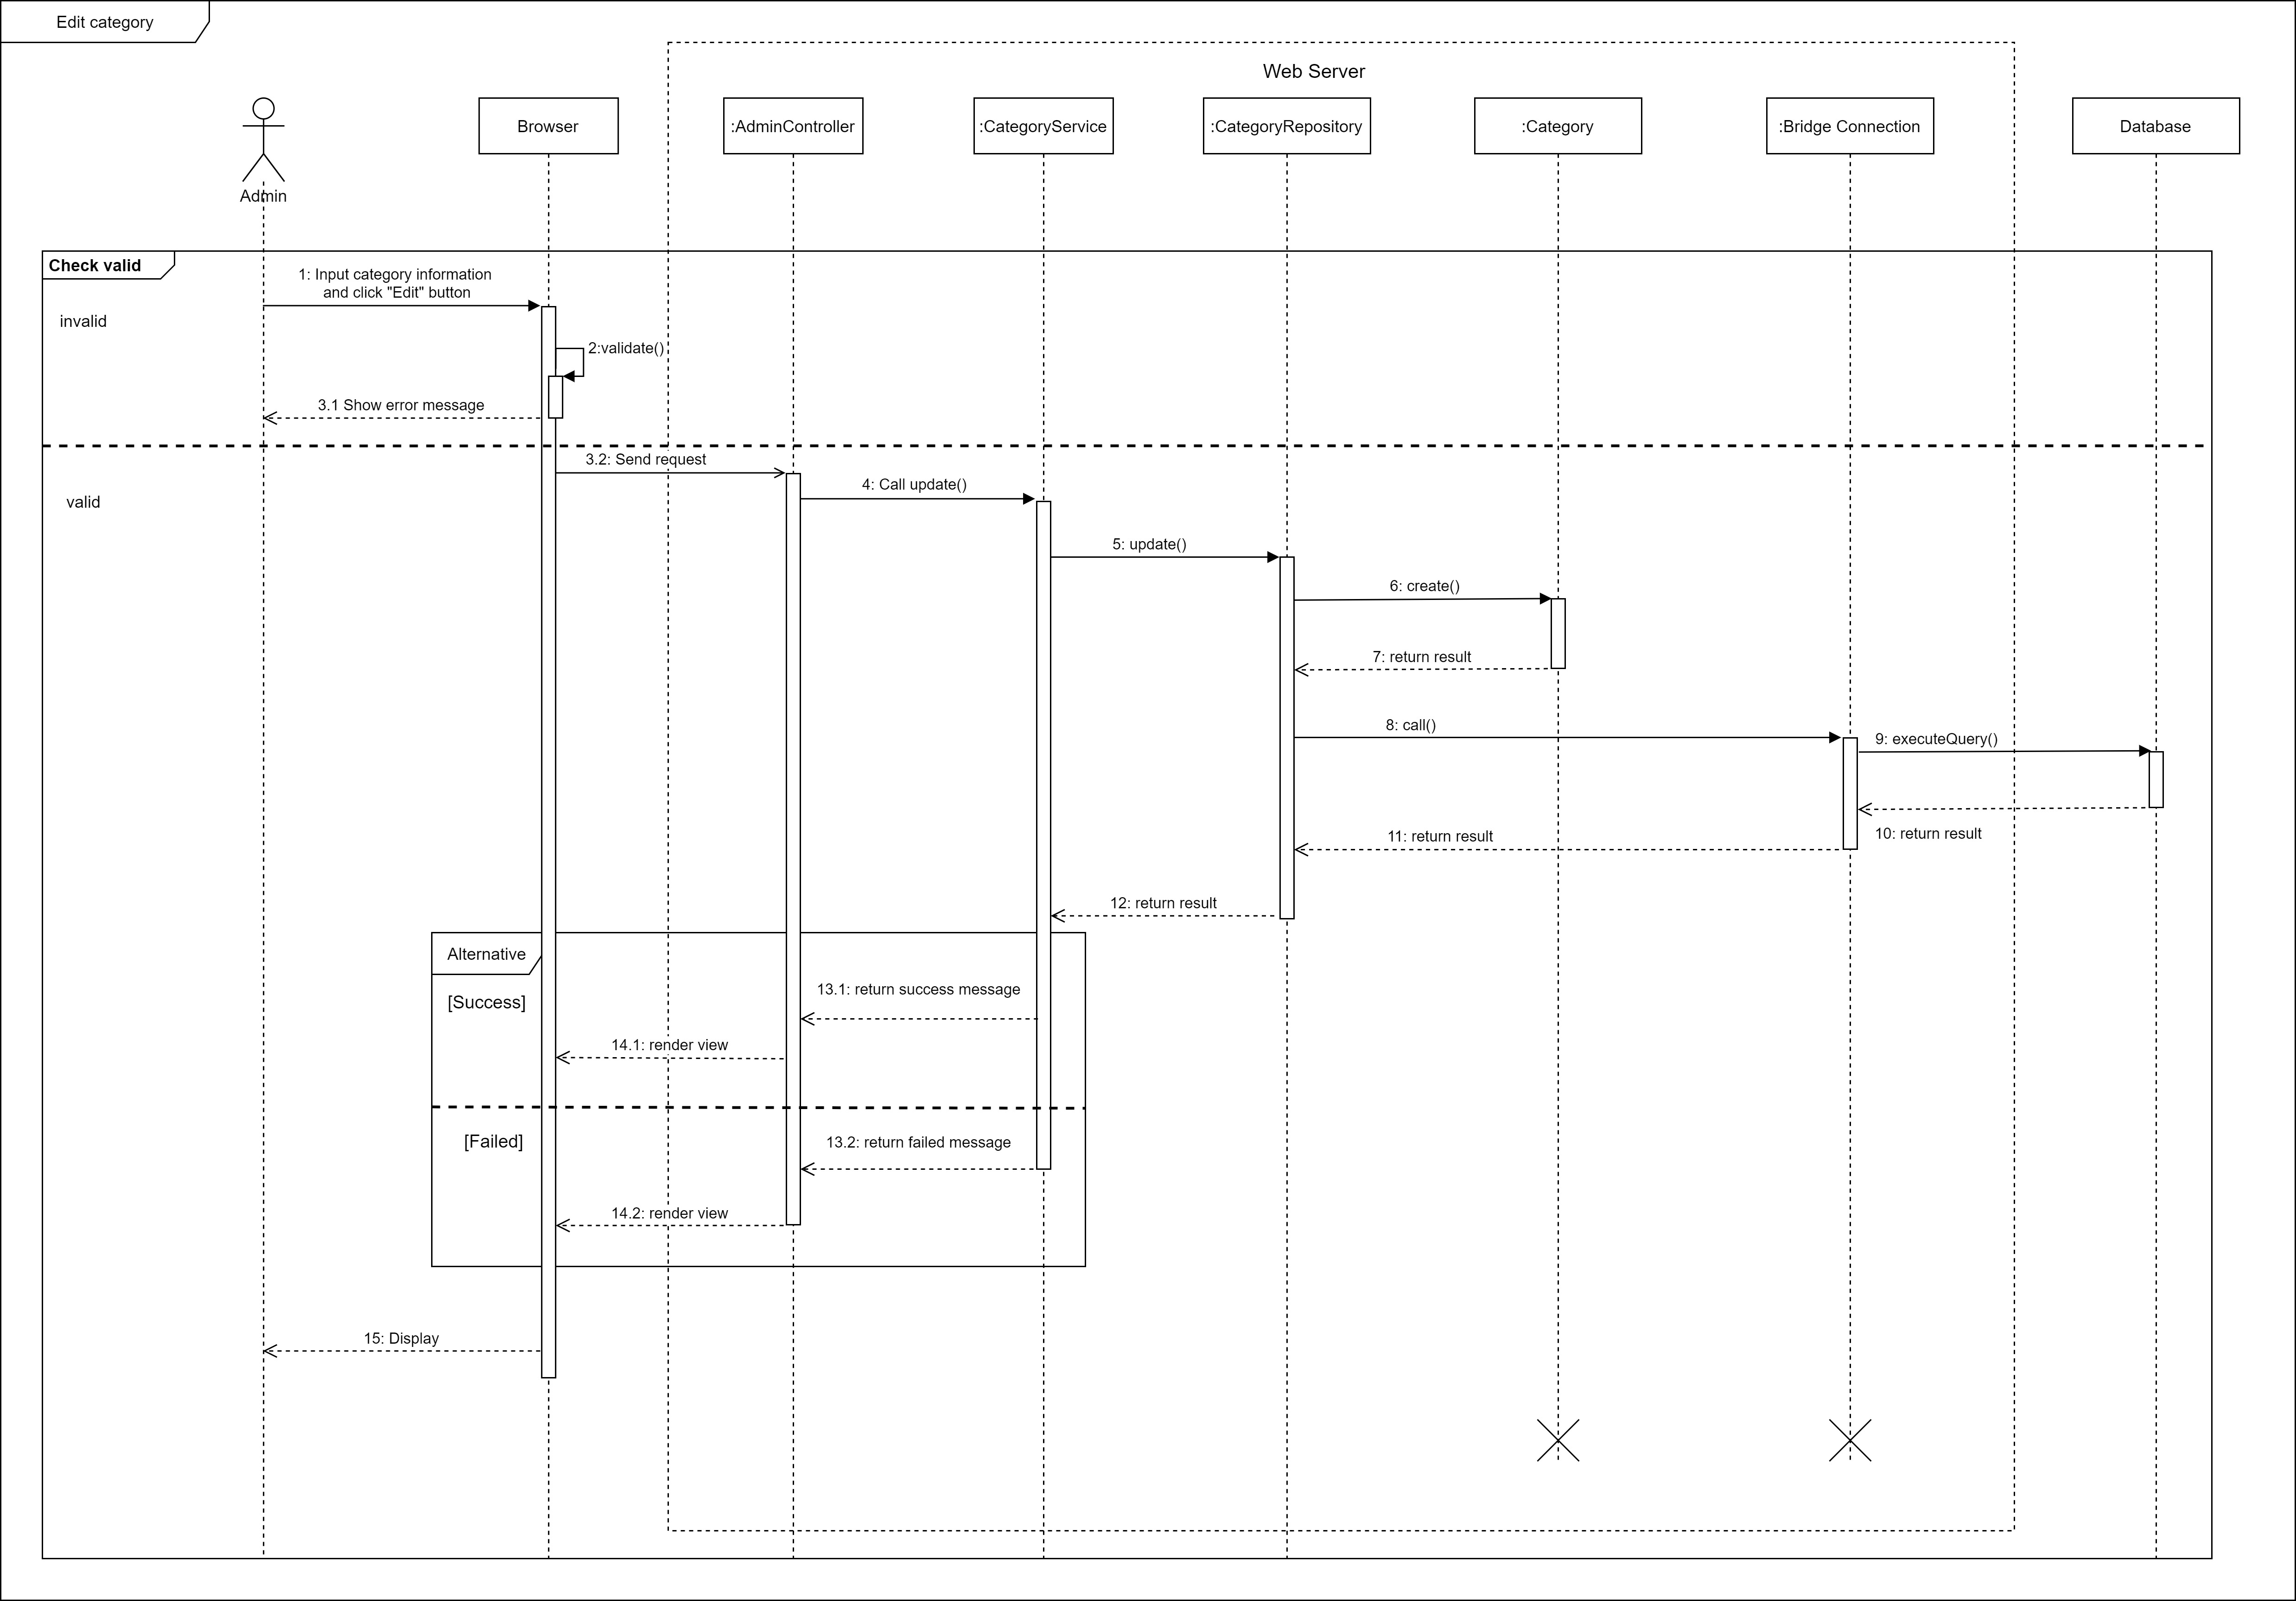 Edit category
Web Server
Admin
Browser
:AdminController
:CategoryService
:CategoryRepository
:Category
:Bridge Connection
Database
Check valid
1: Input category information
and click "Edit" button
invalid
2:validate()
3.1 Show error message
3.2: Send request
valid
4: Call update()
5: update()
6: create()
7: return result
8: call()
9: executeQuery()
10: return result
11: return result
12: return result
Alternative
[Success]
13.1: return success message
14.1: render view
[Failed]
13.2: return failed message
14.2: render view
15: Display